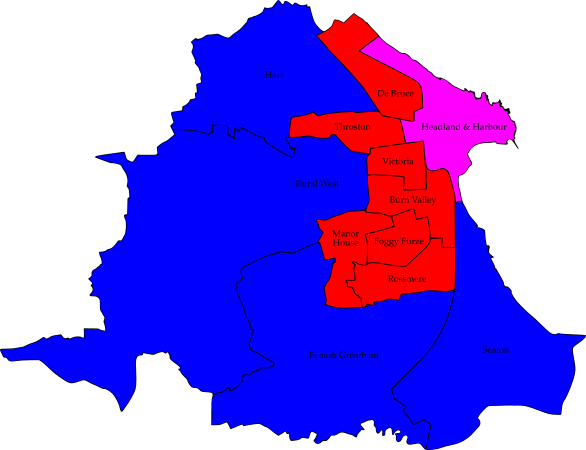 Hart
De Bruce
Throston
Headland & Harbour
Victoria
Rural West
Burn Valley
Manor
House
Foggy Furze
Rossmere
Fens & Greatham
Seaton